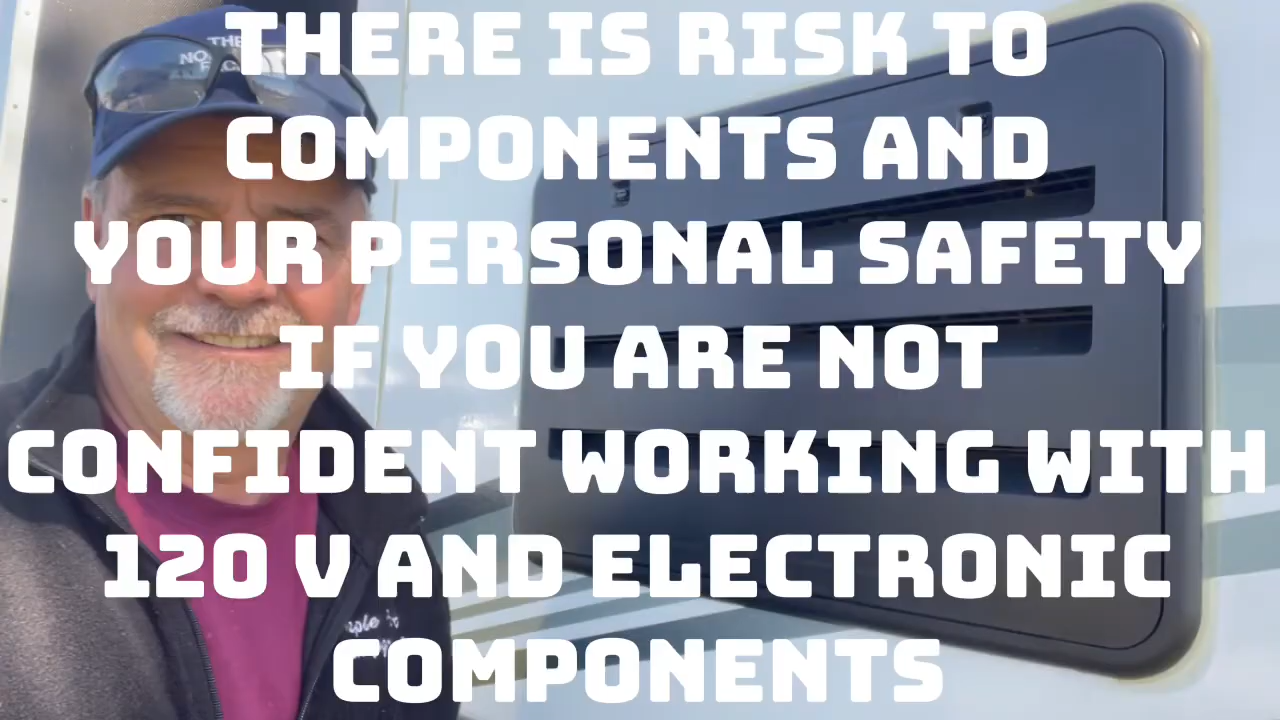 THERE IS RISK TO
COMPONENTS AND
YOUR PERSONAL SAFETY
IF YOU ARE NOT
CONFIDENT WORKING WITH
120 V AND ELECTRONIC
COMPONENTS
THE